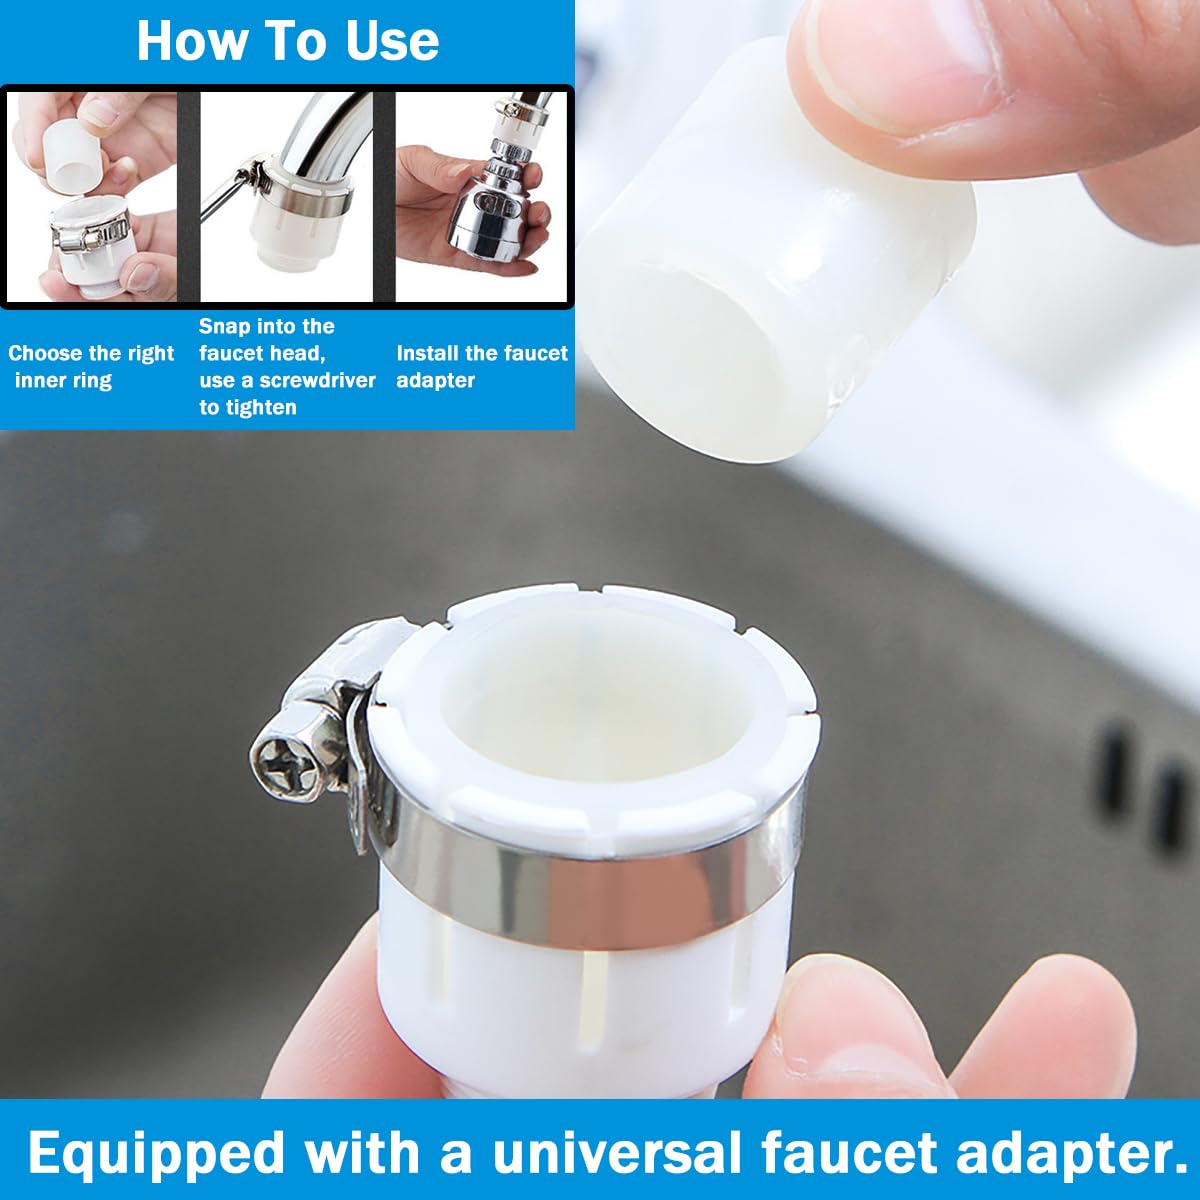 How To Use
Choose the right
inner ring
Snap into the
faucet head,
use a screwdriver
to tighten
Install the faucet
adapter
Equipped with a universal faucet adapter.